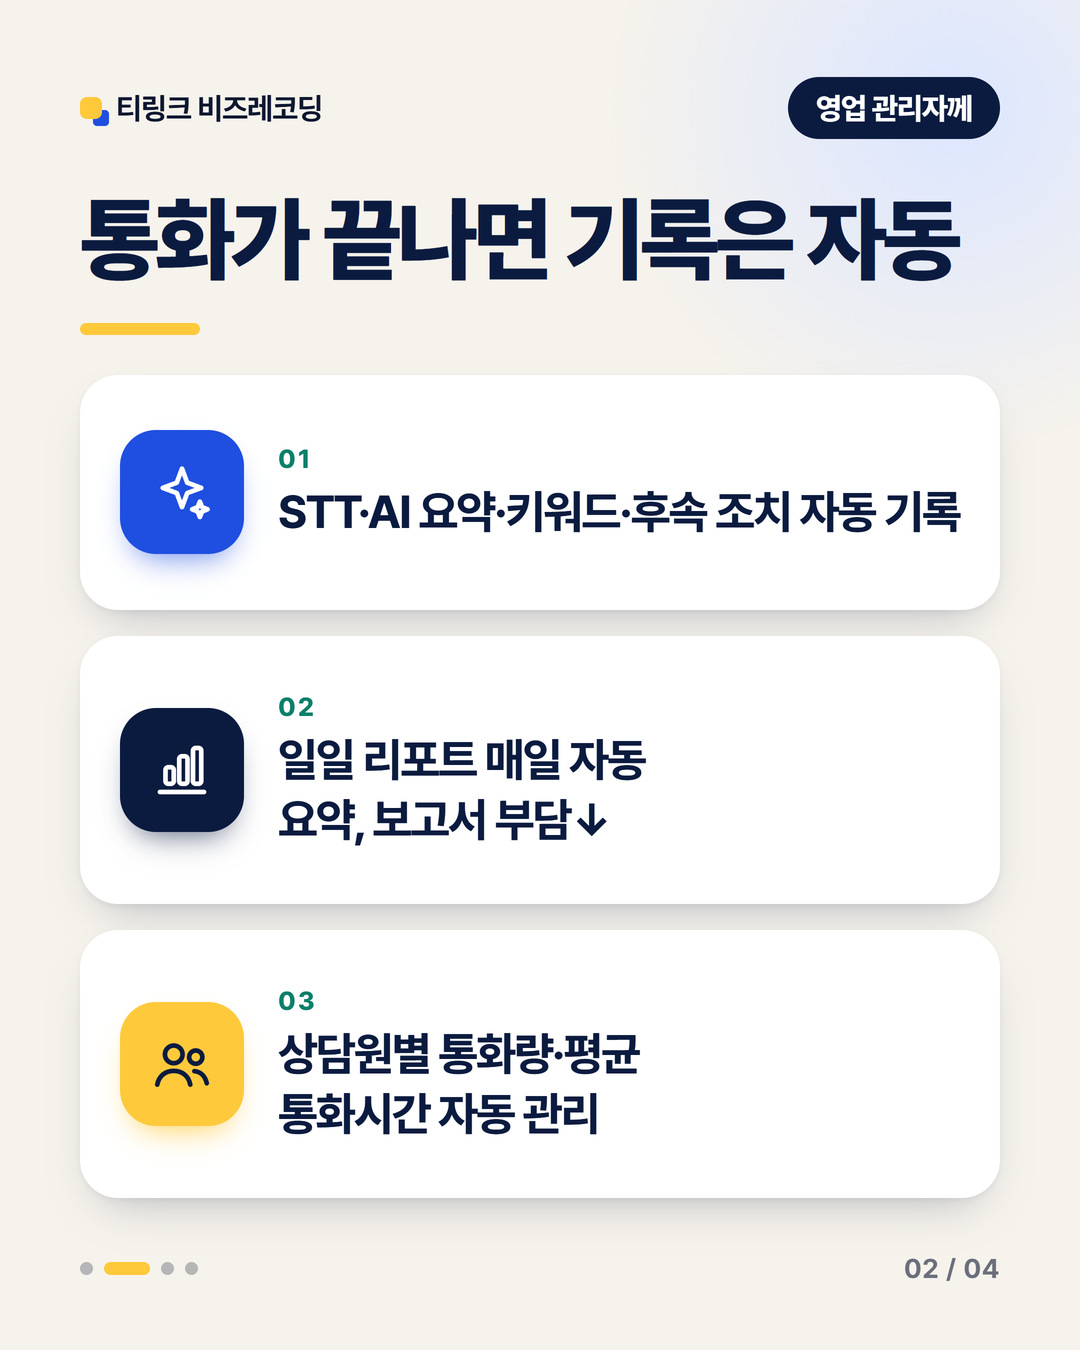 티링크 비즈레코딩
영업 관리자께
통화가 끝나면 기록은 자동
01
STT·AI 요약·키워드·후속 조치 자동 기록
02
일일 리포트 매일 자동
요약, 보고서 부담↓
03
상담원별 통화량·평균
통화시간 자동 관리
02 / 04